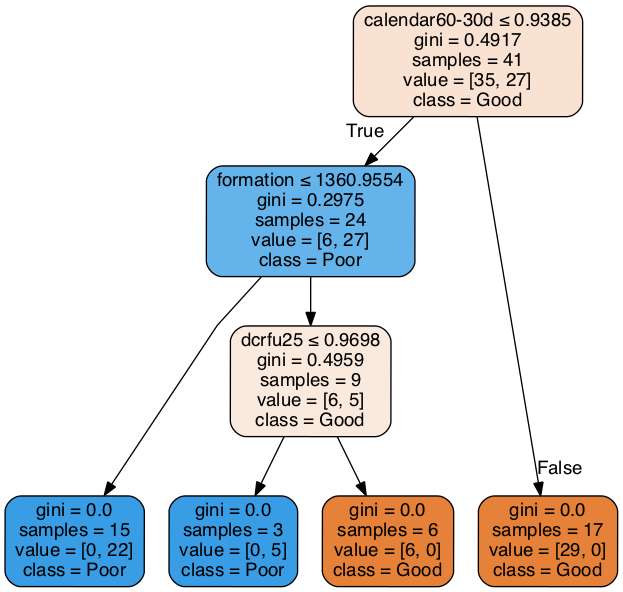 calendar60-30d ≤ 0.9385
gini = 0.4917
samples = 41
value = [35, 27]
class = Good
True
formation ≤ 1360.9554
gini = 0.2975
samples = 24
value = [6, 27]
class = Poor
dcrfu25 ≤ 0.9698
gini = 0.4959
samples = 9
value = [6, 5]
class = Good
False
gini = 0.0
samples = 15
value = [0, 22]
class = Poor
gini = 0.0
samples = 3
value = [0, 5]
class = Poor
gini = 0.0
samples = 6
value = [6, 0]
class = Good
gini = 0.0
samples = 17
value = [29, 0]
class = Good